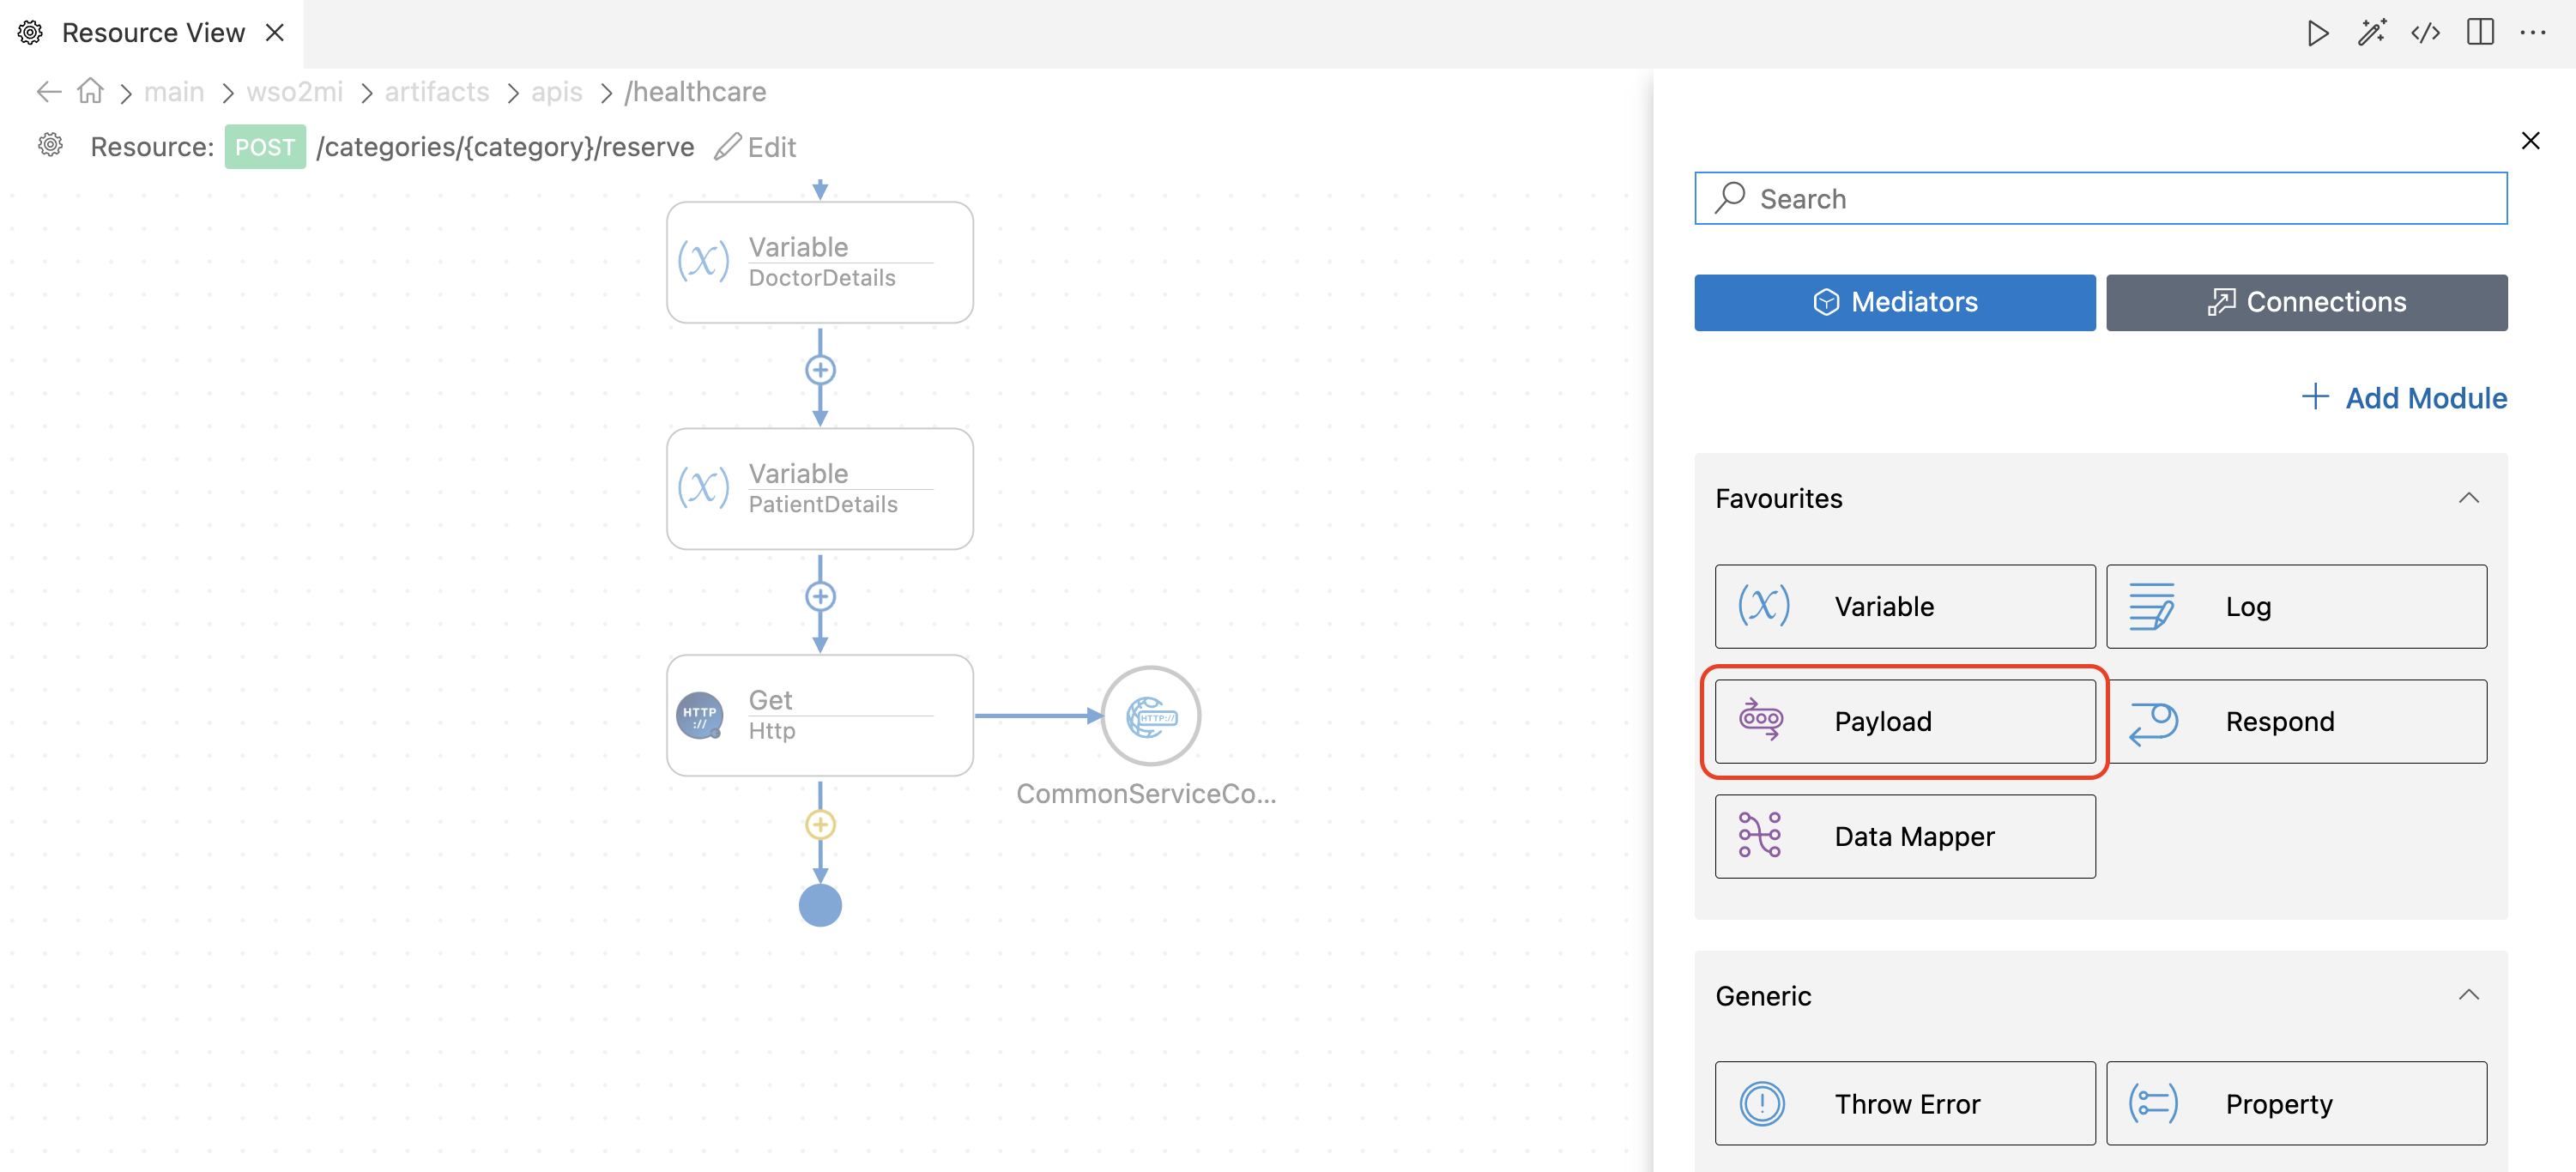 Resource View
main wso2mi artifacts apis /healthcare
Resource: POST /categories/{category}/reserve Edit
Variable
DoctorDetails
Variable
PatientDetails
HTTP
://
Get
Http
HTTP://
CommonServiceCo...
Search
Mediators
Connections
Add Module
Favourites
Variable
Log
Payload
Respond
Data Mapper
Generic
Throw Error
Property